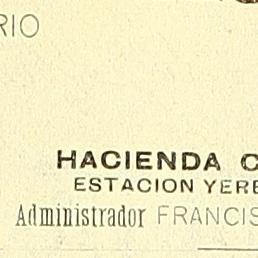 RIO
HACIENDA C
ESTACION YERE
Administrador FRANCIS